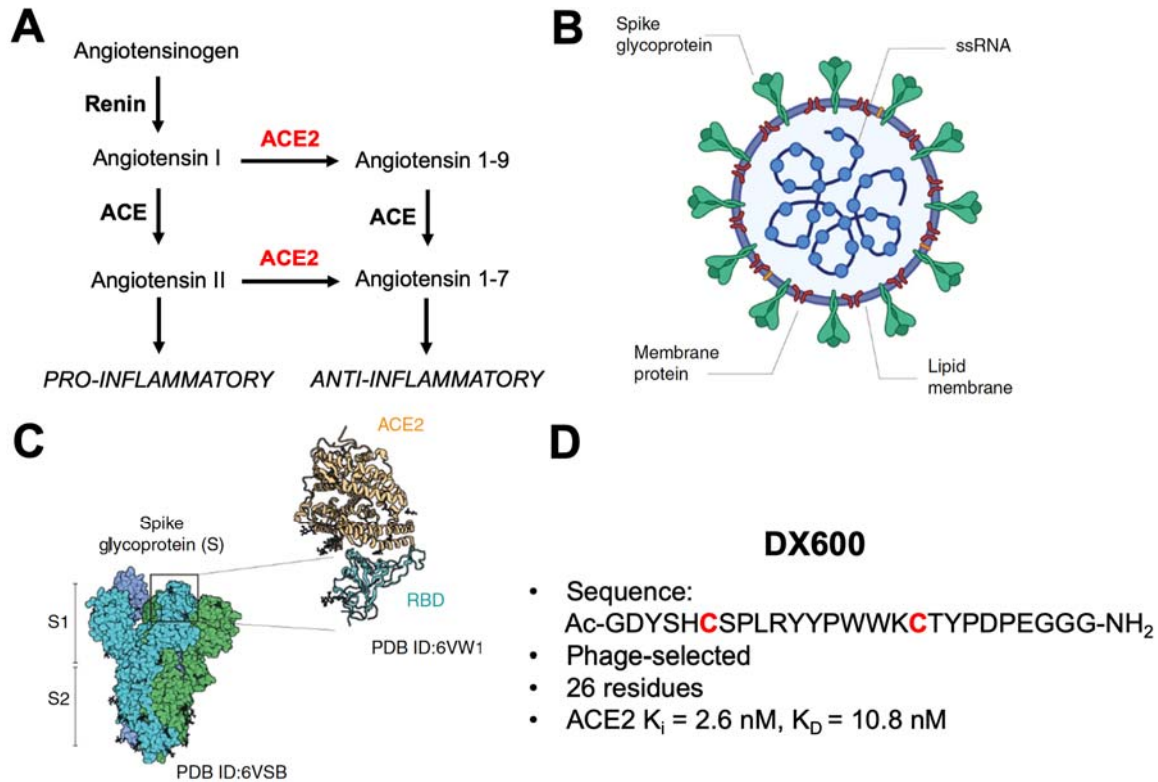 A
Angiotensinogen
Renin
ACE2
Angiotensin I
Angiotensin 1-9
ACE
ACE
ACE2
Angiotensin II
Angiotensin 1-7
PRO-INFLAMMATORY
ANTI-INFLAMMATORY
B
Spike
glycoprotein
ssRNA
Membrane
protein
Lipid
membrane
C
ACE2
Spike
glycoprotein (S)
RBD
S1
PDB ID:6VW1
S2
PDB ID:6VSB
D
DX600
• Sequence:
Ac-GDYSHCSPLRYYPWWKCTYPDPEGGG-NH₂
• Phage-selected
• 26 residues
• ACE2 Kᵢ = 2.6 nM, K_D = 10.8 nM